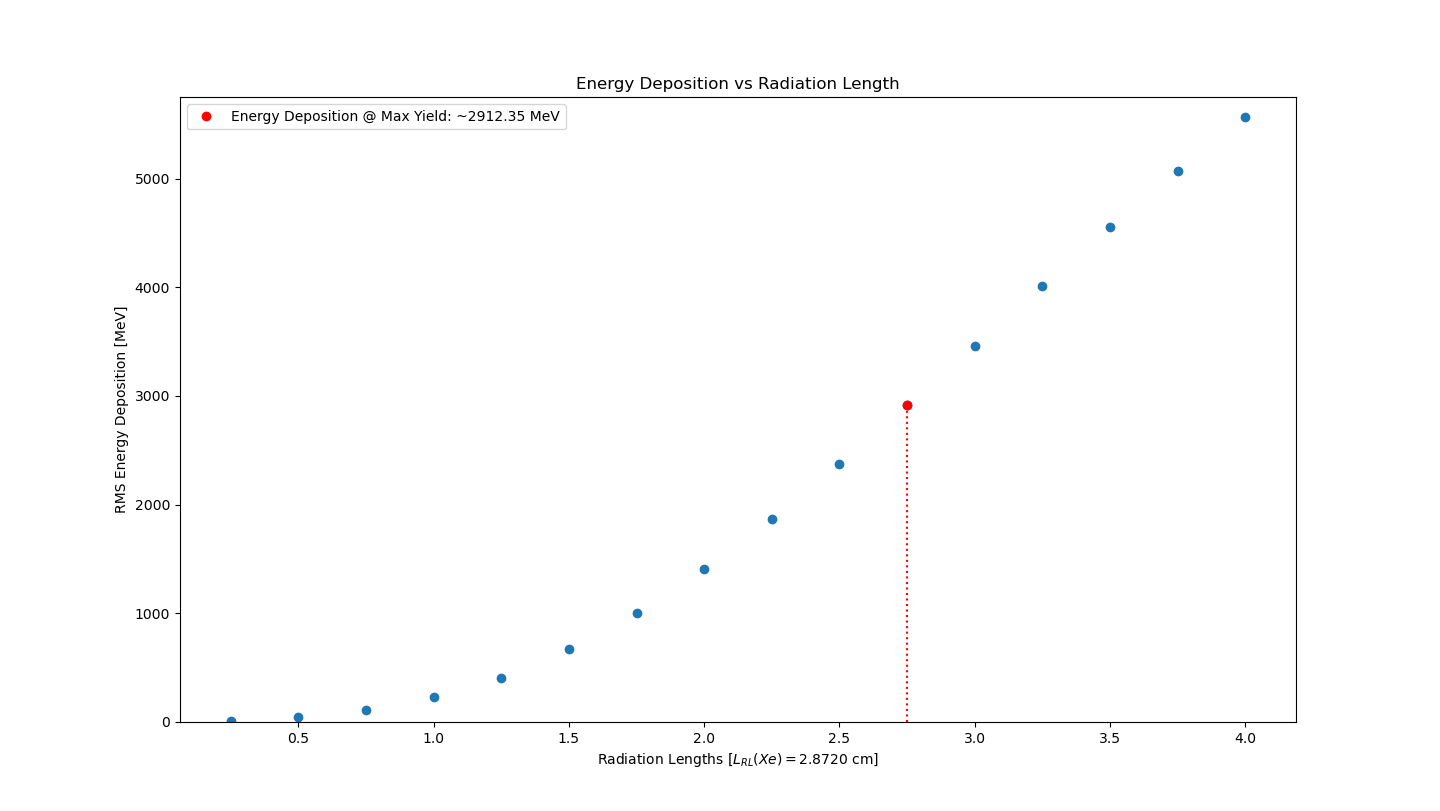 Energy Deposition vs Radiation Length
Energy Deposition @ Max Yield: ~2912.35 MeV
RMS Energy Deposition [MeV]
5000
4000
3000
2000
1000
0
0.5 1.0 1.5 2.0 2.5 3.0 3.5 4.0
Radiation Lengths [L_{RL}(Xe) = 2.8720 cm]